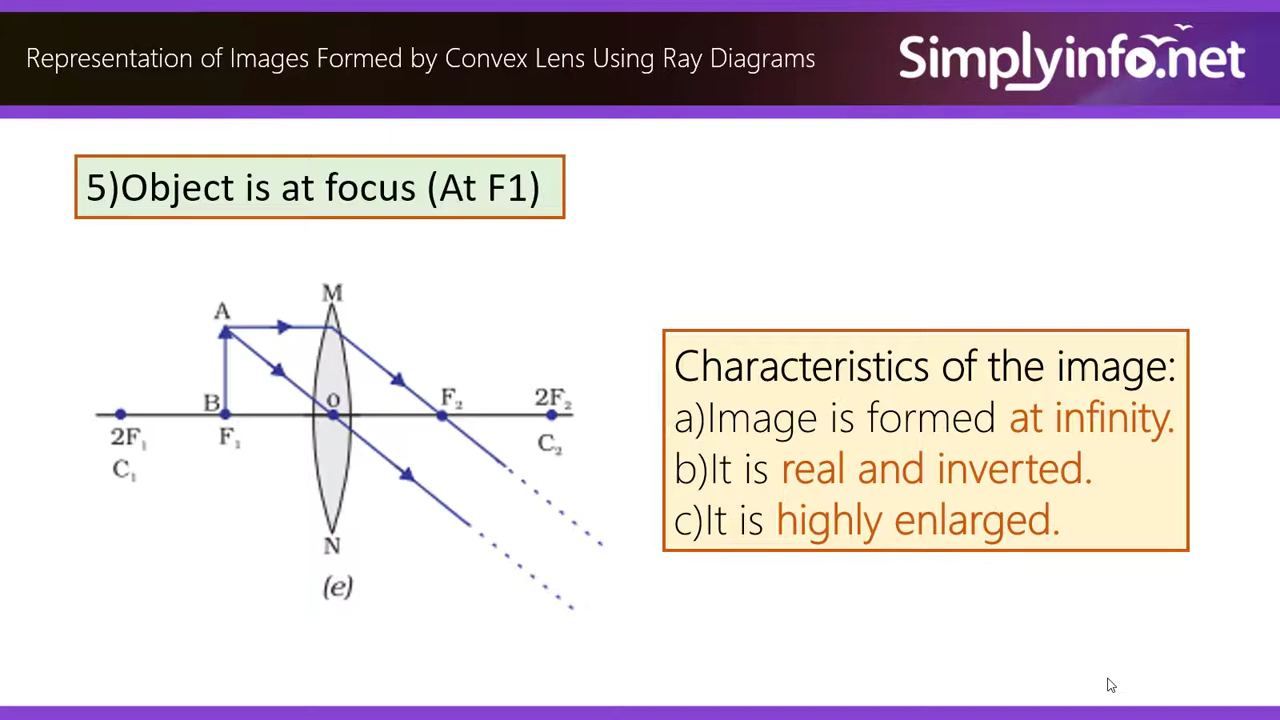 Representation of Images Formed by Convex Lens Using Ray Diagrams
Simplyinfo.net
5)Object is at focus (At F1)
M
A
B
O
F₂
2F₂
2F₁
F₁
C₂
C₁
N
(e)
Characteristics of the image:
a)Image is formed at infinity.
b)It is real and inverted.
c)It is highly enlarged.